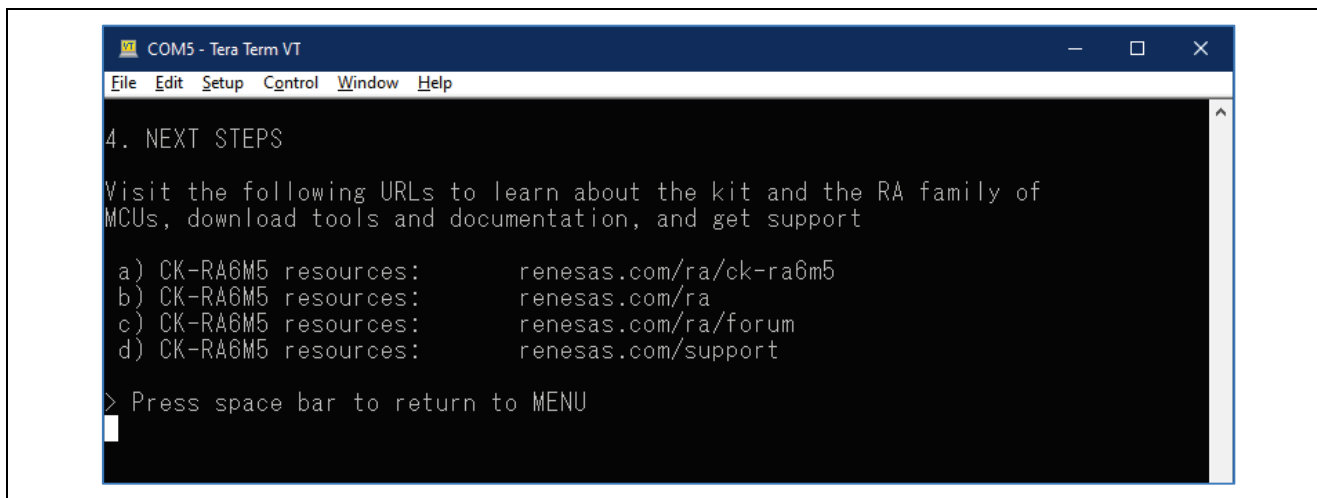 COM5 - Tera Term VT
File Edit Setup Control Window Help
4. NEXT STEPS
Visit the following URLs to learn about the kit and the RA family of
MCUs, download tools and documentation, and get support
a) CK-RA6M5 resources: renesas.com/ra/ck-ra6m5
b) CK-RA6M5 resources: renesas.com/ra
c) CK-RA6M5 resources: renesas.com/ra/forum
d) CK-RA6M5 resources: renesas.com/support
> Press space bar to return to MENU